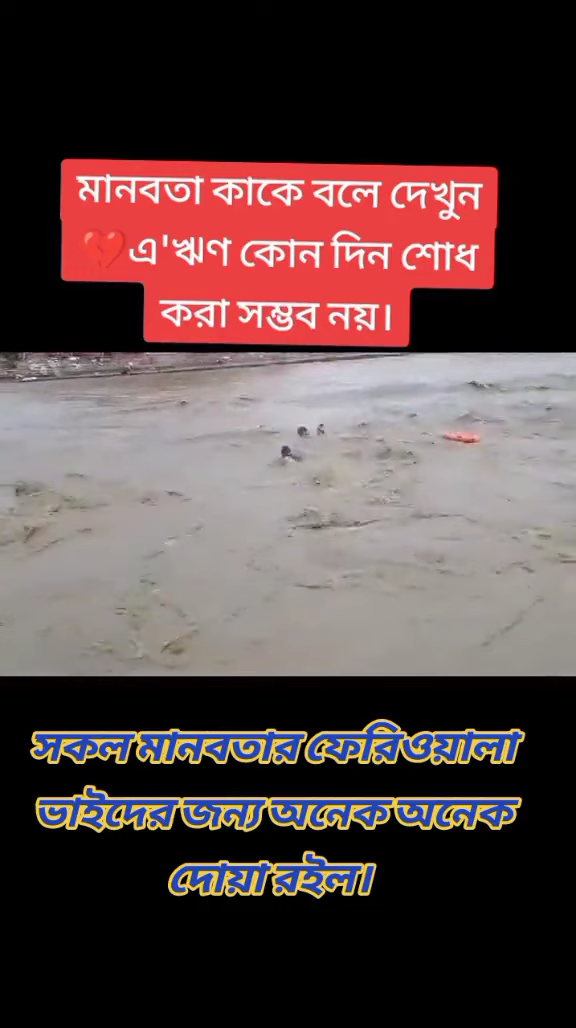 মানবতা কাকে বলে দেখুন
💔এ'ঋণ কোন দিন শোধ
করা সম্ভব নয়।
সকল মানবতার ফেরিওয়ালা
ভাইদের জন্য অনেক অনেক
দোয়া রইল।